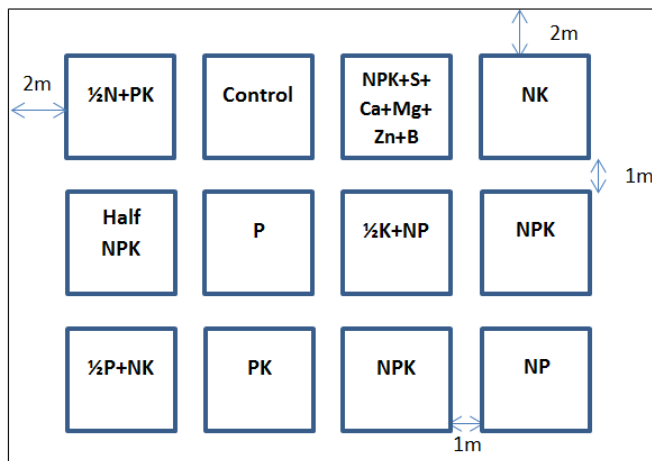 2m
2m
½N+PK
Control
NPK+S+
Ca+Mg+
Zn+B
NK
1m
Half
NPK
P
½K+NP
NPK
½P+NK
PK
NPK
NP
1m